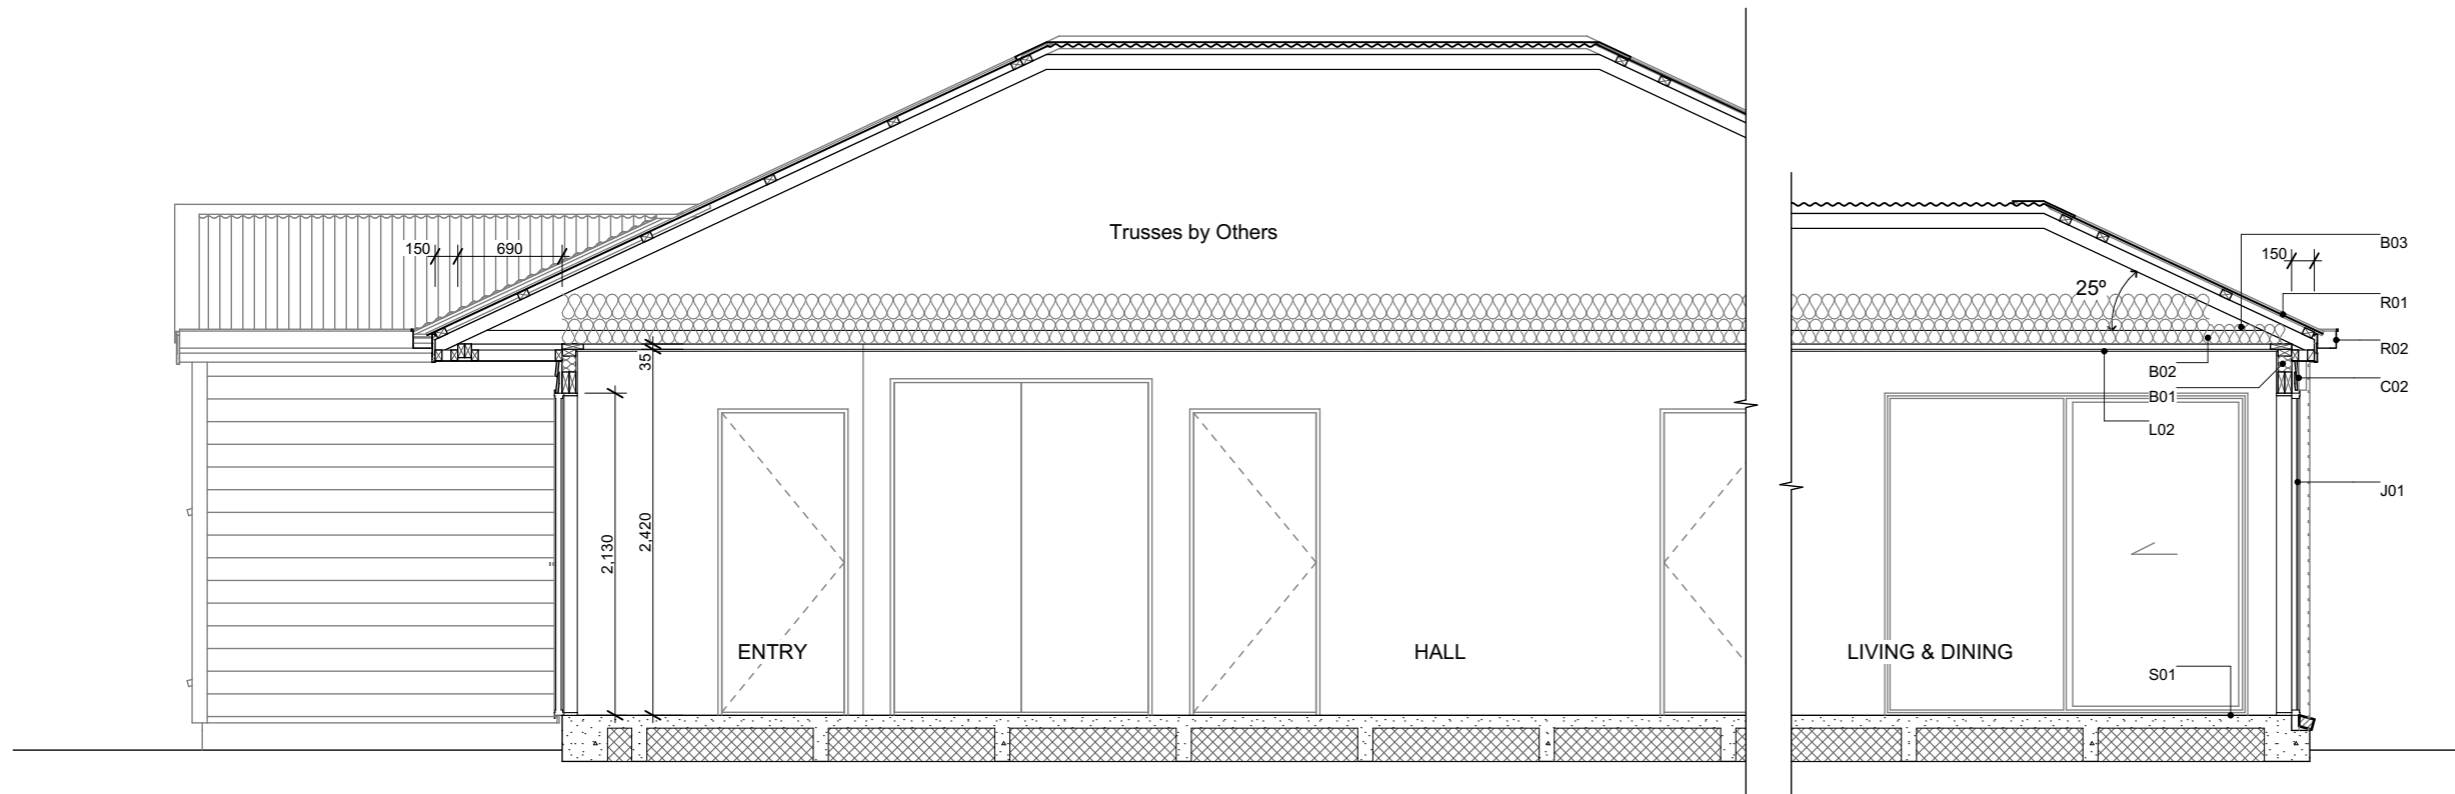 Trusses by Others
150
690
150
25º
B03
R01
R02
B02
B01
C02
L02
J01
35
2,420
2,130
ENTRY
HALL
LIVING & DINING
S01